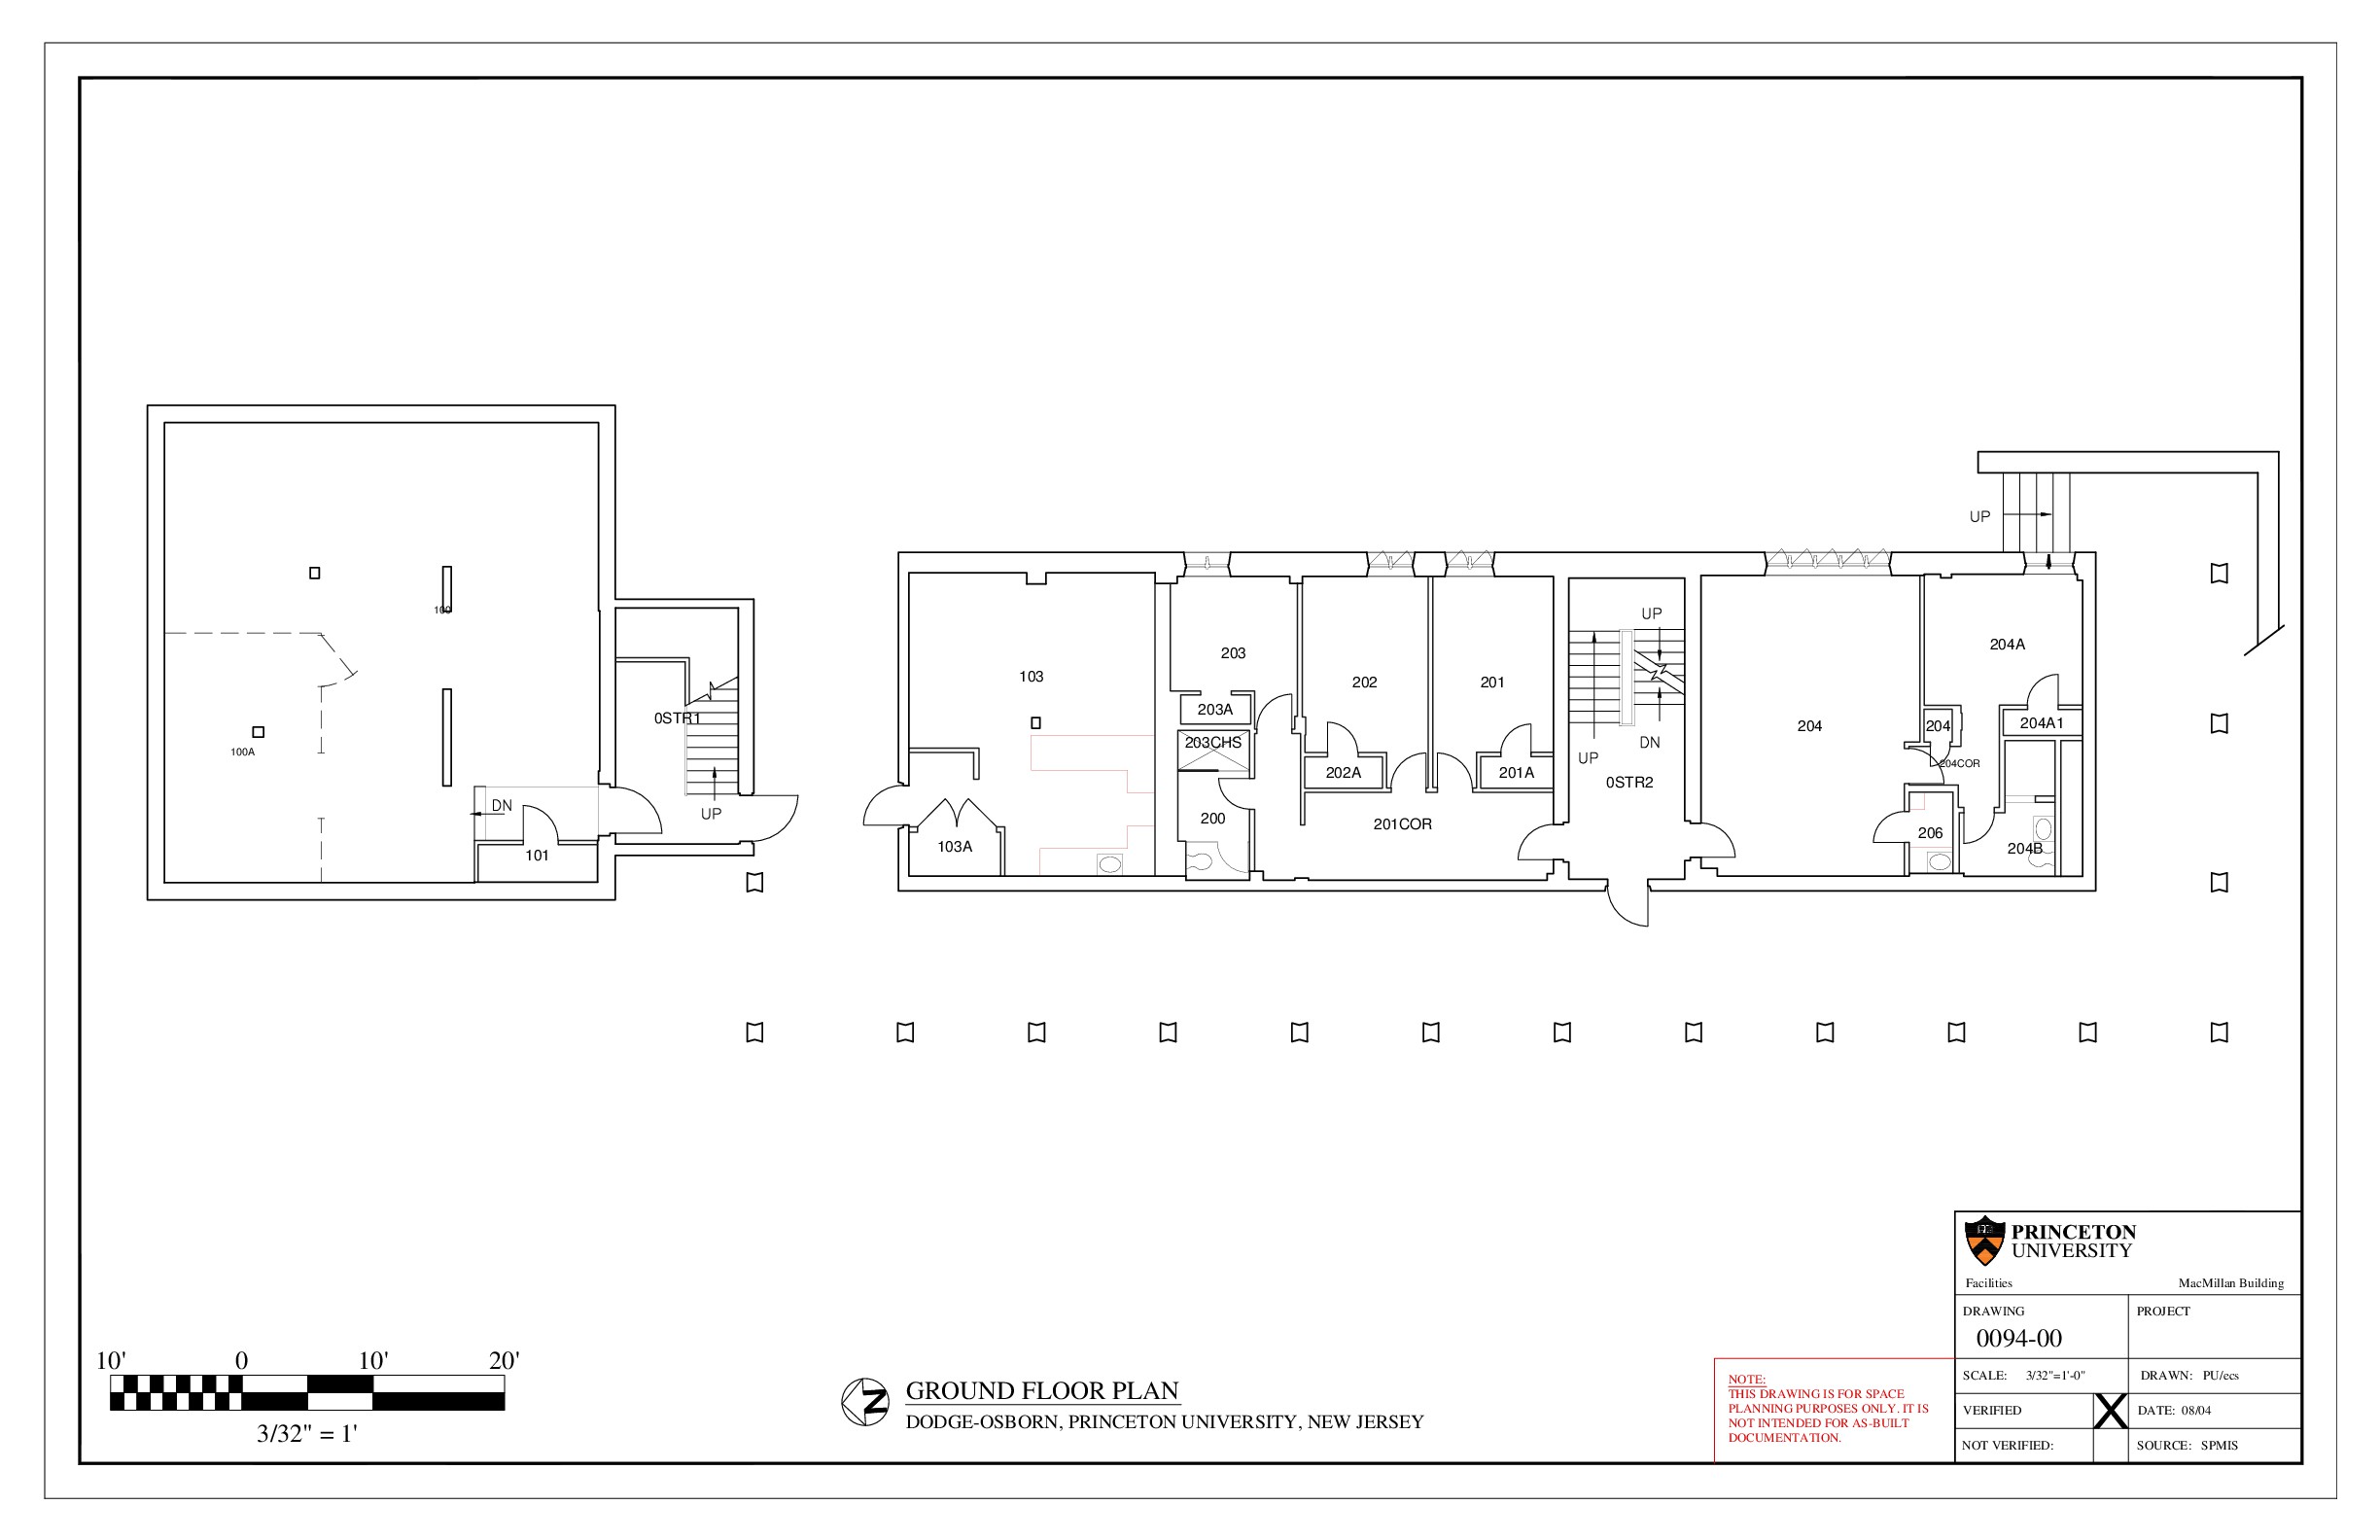 UP
100
UP
203
204A
103
202
201
203A
0STR1
204A1
204
204
203CHS
DN
UP
204COR
100A
202A
201A
0STR2
DN
UP
200
201COR
206
103A
204B
101
PRINCETON
UNIVERSITY
Facilities
MacMillan Building
DRAWING
0094-00
PROJECT
SCALE: 3/32"=1'-0"
DRAWN: PU/ecs
VERIFIED
X
DATE: 08/04
NOT VERIFIED:
SOURCE: SPMIS
NOTE:
THIS DRAWING IS FOR SPACE
PLANNING PURPOSES ONLY. IT IS
NOT INTENDED FOR AS-BUILT
DOCUMENTATION.
10' 0 10' 20'
3/32" = 1'
N
GROUND FLOOR PLAN
DODGE-OSBORN, PRINCETON UNIVERSITY, NEW JERSEY